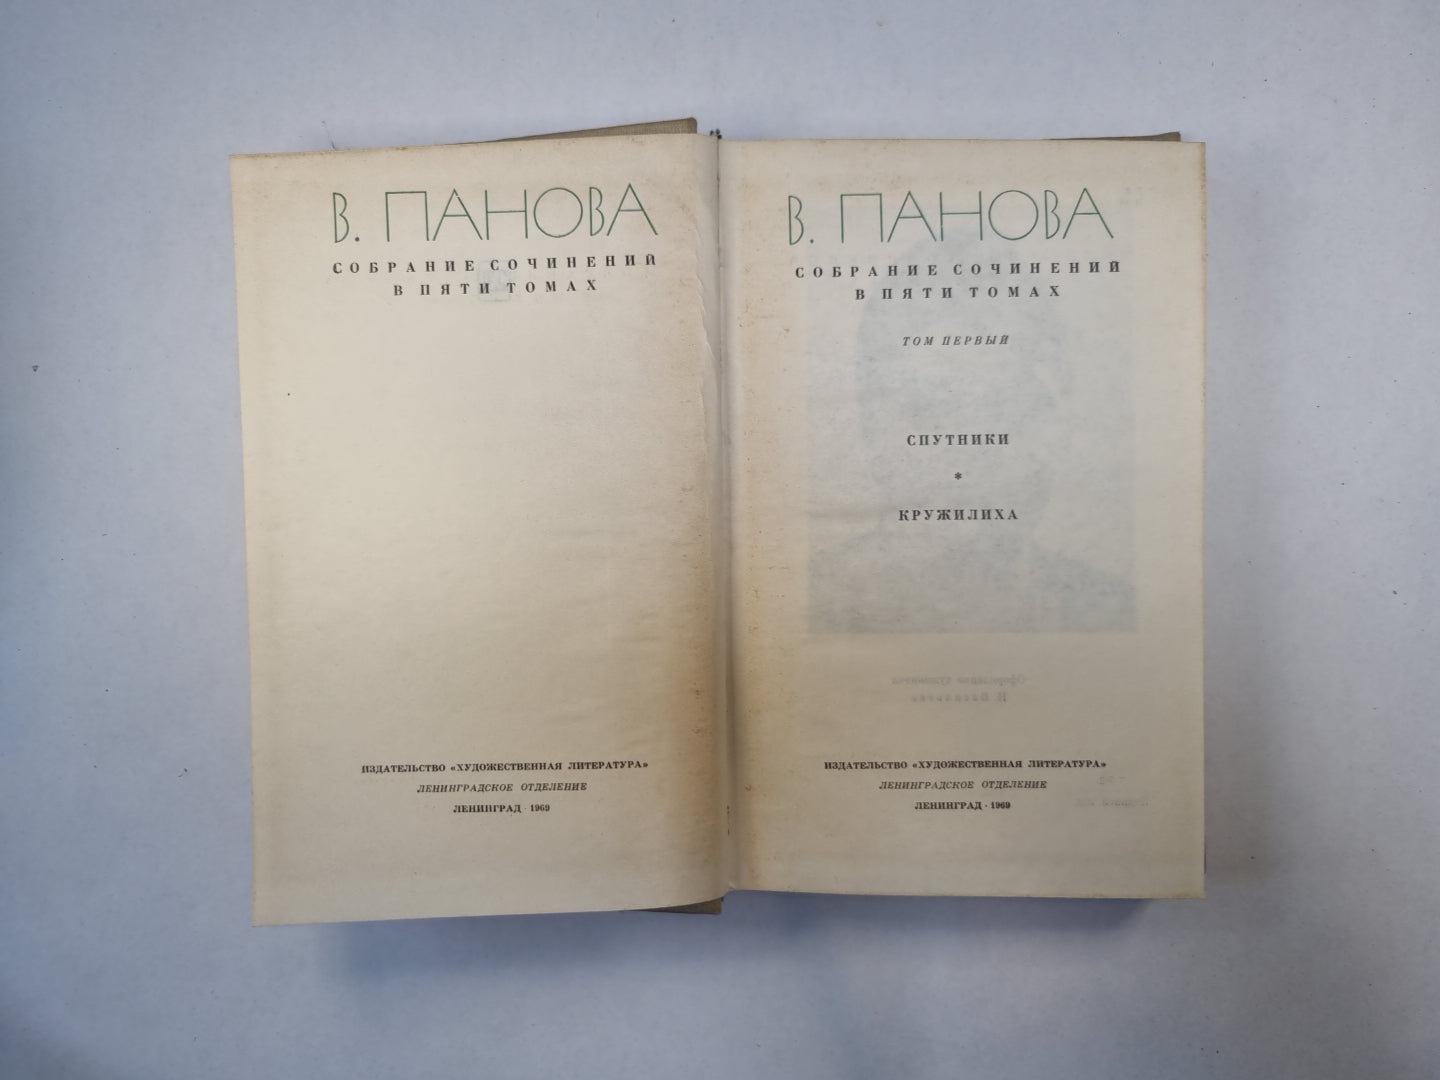 В. ПАНОВА
СОБРАНИЕ СОЧИНЕНИЙ
В ПЯТИ ТОМАХ
ИЗДАТЕЛЬСТВО «ХУДОЖЕСТВЕННАЯ ЛИТЕРАТУРА»
ЛЕНИНГРАДСКОЕ ОТДЕЛЕНИЕ
ЛЕНИНГРАД · 1969
В. ПАНОВА
СОБРАНИЕ СОЧИНЕНИЙ
В ПЯТИ ТОМАХ
ТОМ ПЕРВЫЙ
СПУТНИКИ
*
КРУЖИЛИХА
ИЗДАТЕЛЬСТВО «ХУДОЖЕСТВЕННАЯ ЛИТЕРАТУРА»
ЛЕНИНГРАДСКОЕ ОТДЕЛЕНИЕ
ЛЕНИНГРАД · 1969